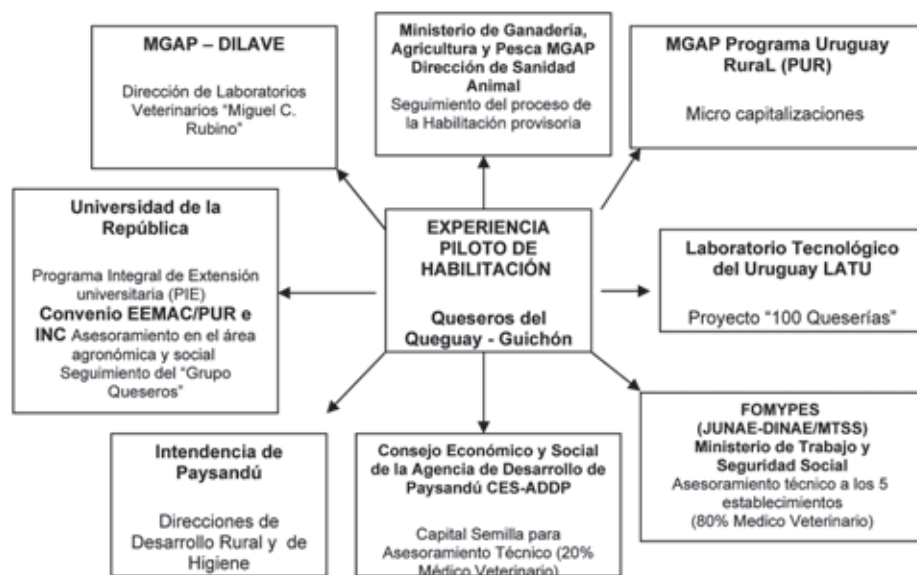 MGAP – DILAVE
Dirección de Laboratorios
Veterinarios "Miguel C.
Rubino"
Ministerio de Ganadería,
Agricultura y Pesca MGAP
Dirección de Sanidad
Animal
Seguimiento del proceso de
la Habilitación provisoria
MGAP Programa Uruguay
RuraL (PUR)
Micro capitalizaciones
Universidad de la
República
Programa Integral de Extensión
universitaria (PIE)
Convenio EEMAC/PUR e
INC Asesoramiento en el área
agronómica y social
Seguimiento del "Grupo
Queseros"
EXPERIENCIA
PILOTO DE
HABILITACIÓN
Queseros del
Queguay - Guichón
Laboratorio Tecnológico
del Uruguay LATU
Proyecto "100 Queserías"
Intendencia de
Paysandú
Direcciones de
Desarrollo Rural y de
Higiene
Consejo Económico y Social
de la Agencia de Desarrollo de
Paysandú CES-ADDP
Capital Semilla para
Asesoramiento Técnico (20%
Médico Veterinario)
FOMYPES
(JUNAE-DINAE/MTSS)
Ministerio de Trabajo y
Seguridad Social
Asesoramiento técnico a los 5
establecimientos
(80% Medico Veterinario)